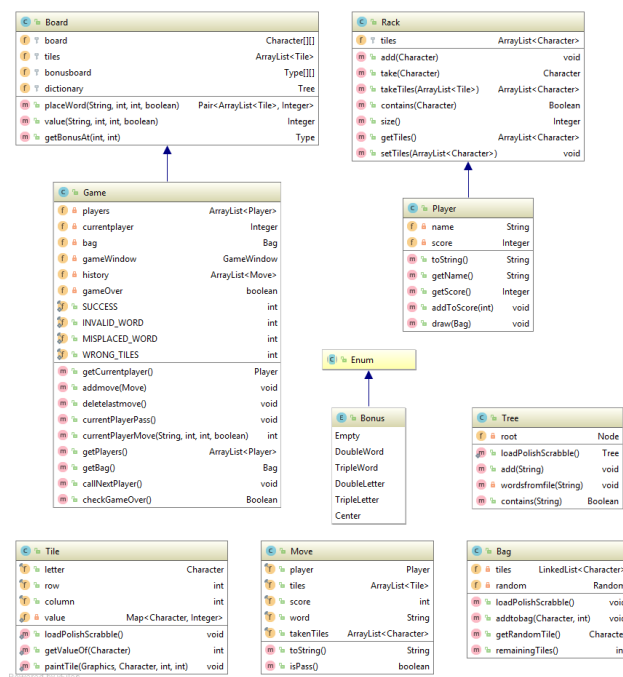 Board
board Character[][]
tiles ArrayList<Tile>
bonusboard Type[][]
dictionary Tree
placeWord(String, int, int, boolean) Pair<ArrayList<Tile>, Integer>
value(String, int, int, boolean) Integer
getBonusAt(int, int) Type
Rack
tiles ArrayList<Character>
add(Character) void
take(Character) Character
takeTiles(ArrayList<Tile>) ArrayList<Character>
contains(Character) Boolean
size() Integer
getTiles() ArrayList<Character>
setTiles(ArrayList<Character>) void
Game
players ArrayList<Player>
currentplayer Integer
bag Bag
gameWindow GameWindow
history ArrayList<Move>
gameOver boolean
SUCCESS int
INVALID_WORD int
MISPLACED_WORD int
WRONG_TILES int
getCurrentplayer() Player
addmove(Move) void
deletelastmove() void
currentPlayerPass() void
currentPlayerMove(String, int, int, boolean) int
getPlayers() ArrayList<Player>
getBag() Bag
callNextPlayer() void
checkGameOver() Boolean
Player
name String
score Integer
toString() String
getName() String
getScore() Integer
addToScore(int) void
draw(Bag) void
Enum
Bonus
Empty
DoubleWord
TripleWord
DoubleLetter
TripleLetter
Center
Tree
root Node
loadPolishScrabble() Tree
add(String) void
wordsfromfile(String) void
contains(String) Boolean
Tile
letter Character
row int
column int
value Map<Character, Integer>
loadPolishScrabble() void
getValueOf(Character) int
paintTile(Graphics, Character, int, int) void
Move
player Player
tiles ArrayList<Tile>
score int
word String
takenTiles ArrayList<Character>
toString() String
isPass() boolean
Bag
tiles LinkedList<Character>
random Random
loadPolishScrabble() void
addtobag(Character, int) void
getRandomTile() Character
remainingTiles() int